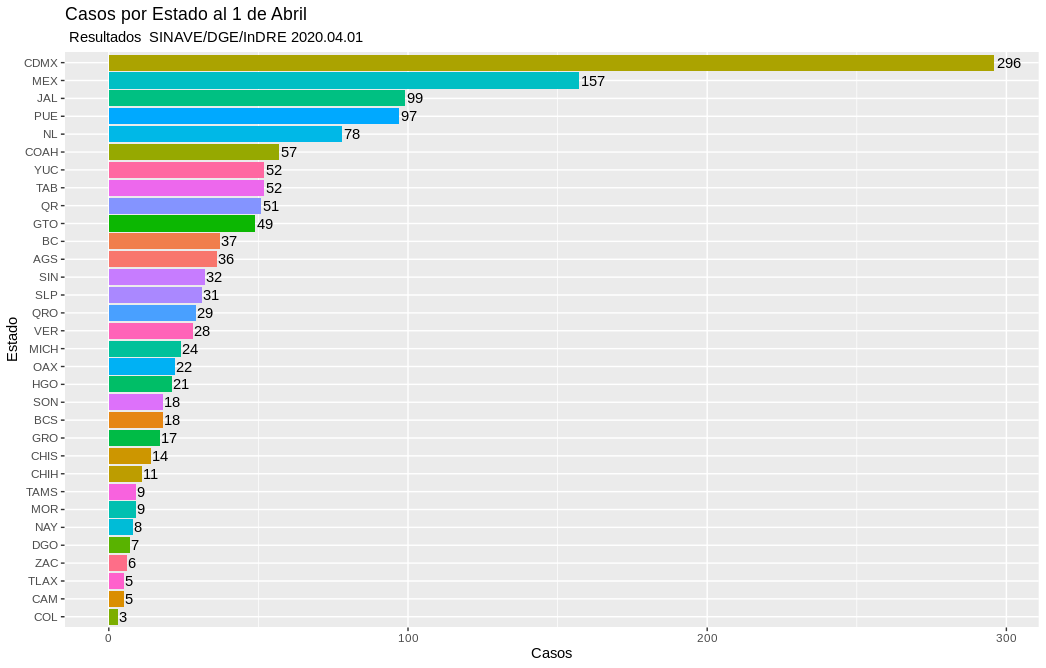 Casos por Estado al 1 de Abril
Resultados  SINAVE/DGE/InDRE 2020.04.01
Estado
CDMX 296
MEX 157
JAL 99
PUE 97
NL 78
COAH 57
YUC 52
TAB 52
QR 51
GTO 49
BC 37
AGS 36
SIN 32
SLP 31
QRO 29
VER 28
MICH 24
OAX 22
HGO 21
SON 18
BCS 18
GRO 17
CHIS 14
CHIH 11
TAMS 9
MOR 9
NAY 8
DGO 7
ZAC 6
TLAX 5
CAM 5
COL 3
0 100 200 300
Casos